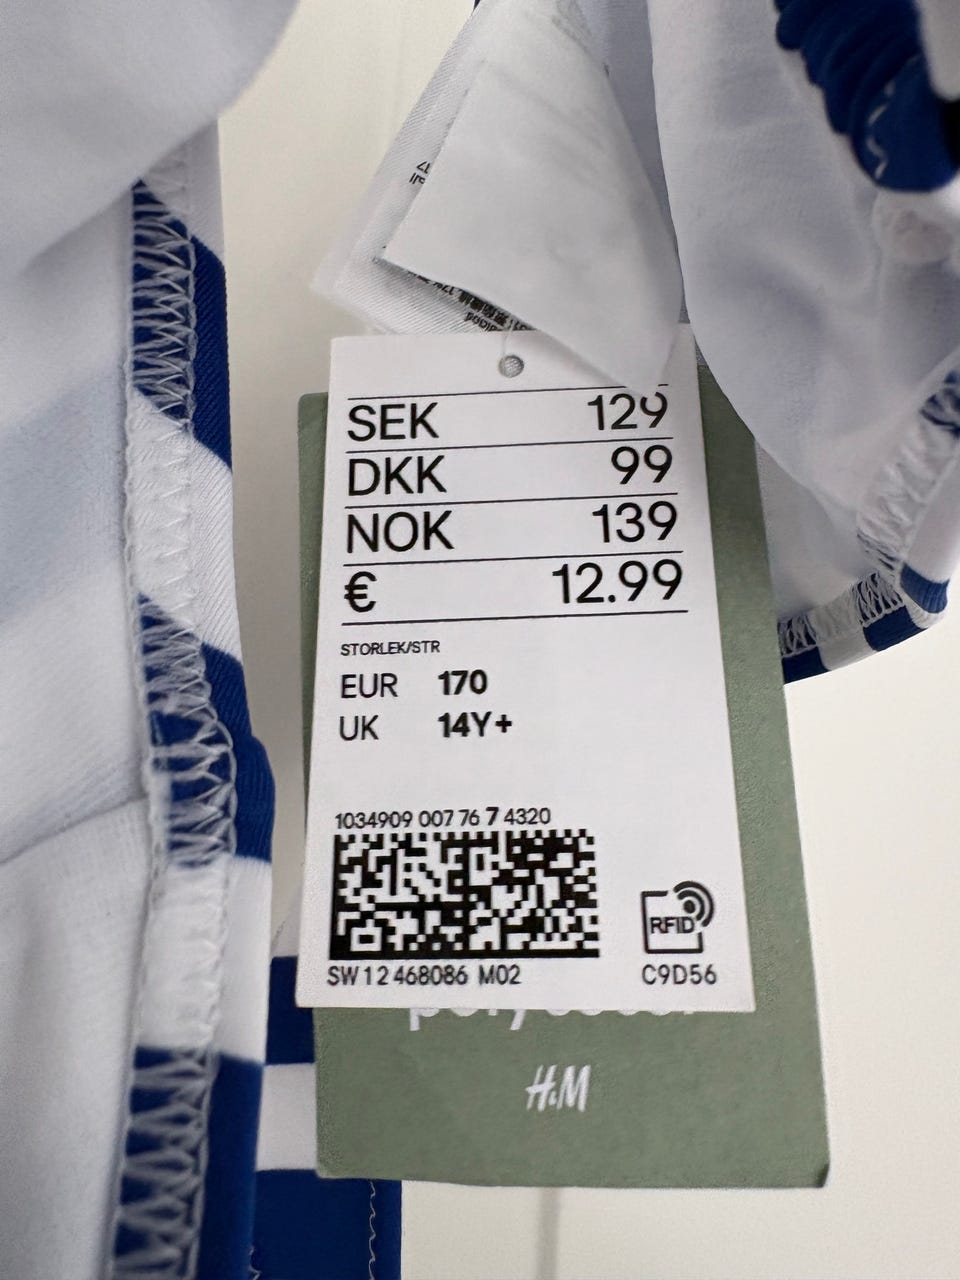 SEK 129
DKK 99
NOK 139
€ 12.99
STORLEK/STR
EUR 170
UK 14Y+
1034909 007 76 7 4320
RFID
SW 12 468086 M02
C9D56
H&M